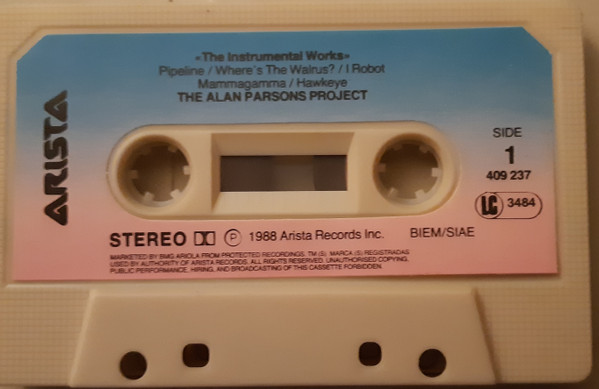 «The Instrumental Works»
Pipeline / Where's The Walrus? / I Robot
Mammagamma / Hawkeye
THE ALAN PARSONS PROJECT
ARISTA
SIDE
1
409 237
LC 3484
STEREO
Ⓟ 1988 Arista Records Inc.
BIEM/SIAE
MARKETED BY BMG ARIOLA FROM PROTECTED RECORDINGS. TM (S). MARCA (S) REGISTRADAS
USED BY AUTHORITY OF ARISTA RECORDS. ALL RIGHTS RESERVED. UNAUTHORISED COPYING,
PUBLIC PERFORMANCE, HIRING, AND BROADCASTING OF THIS CASSETTE FORBIDDEN.